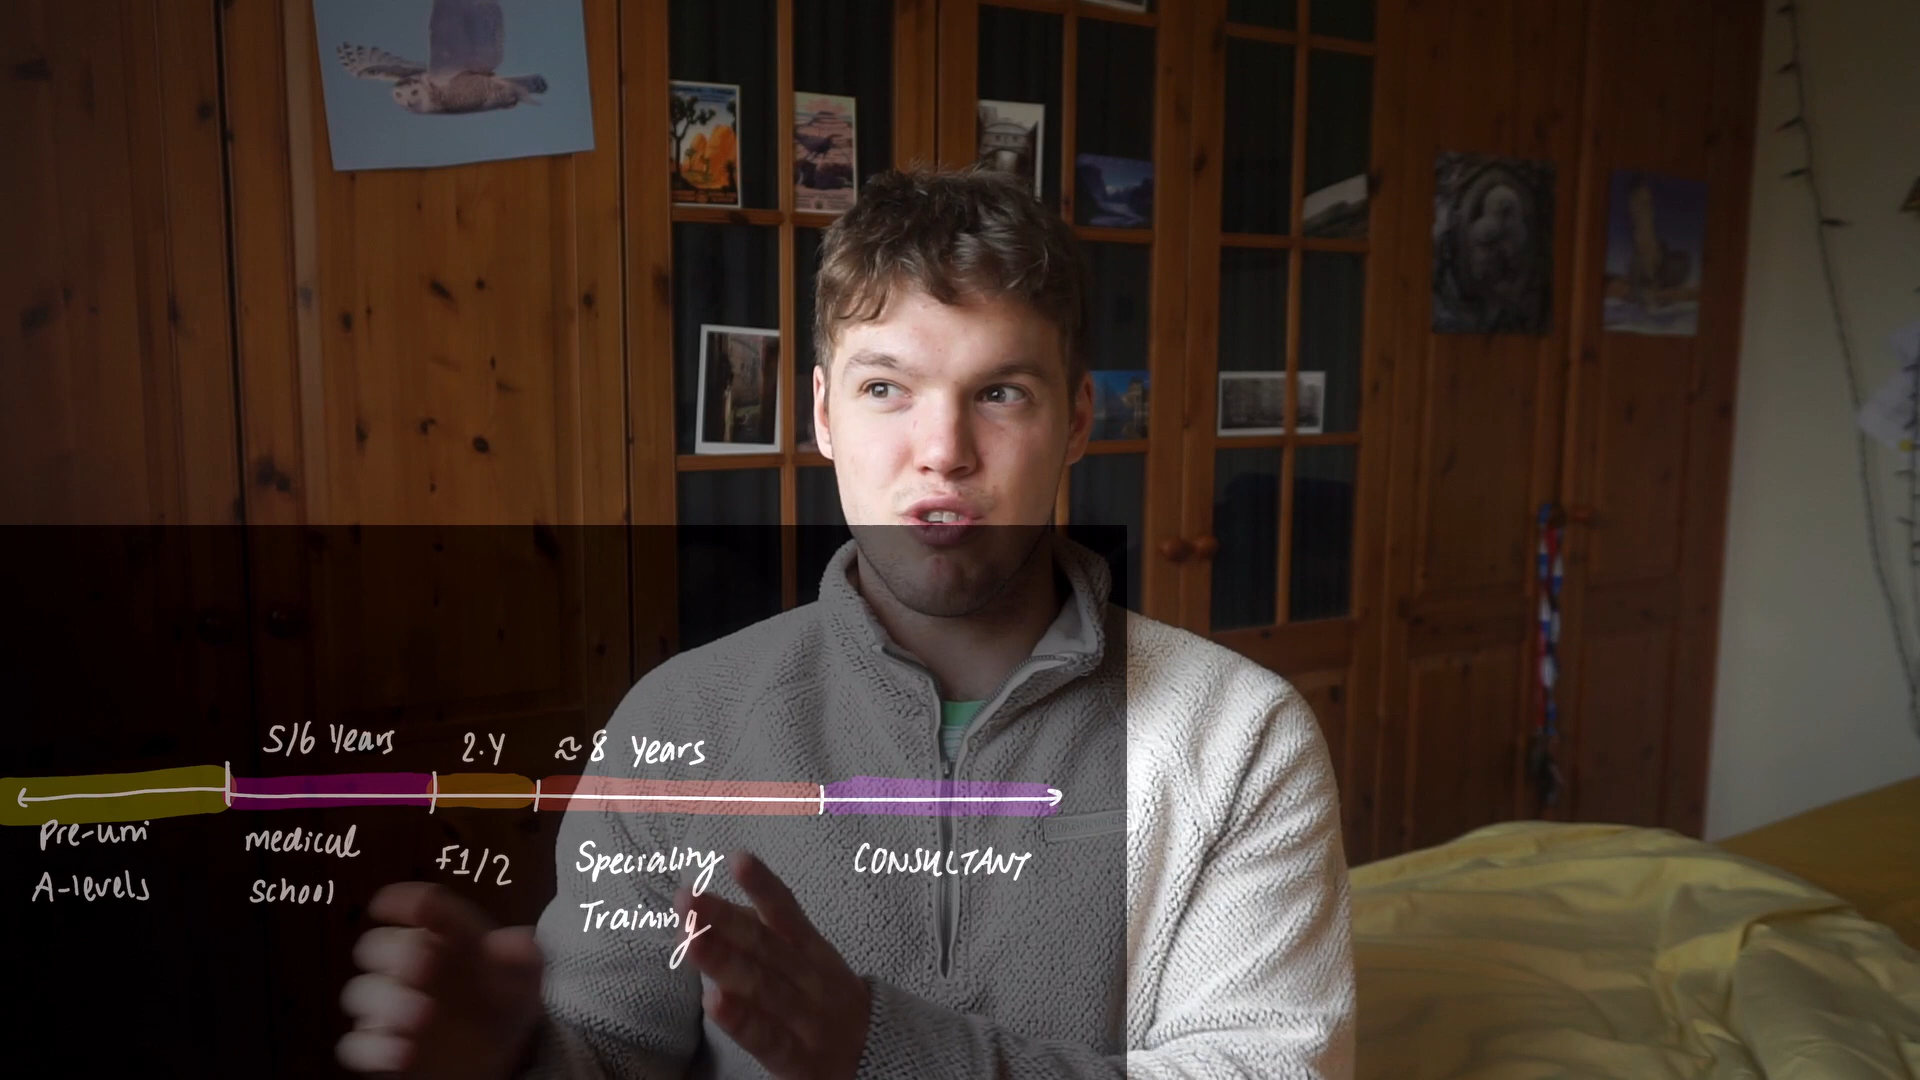 5/6 Years
2.Y
≈ 8 Years
Pre-uni
A-levels
medical
school
F1/2
Speciality
Training
CONSULTANT